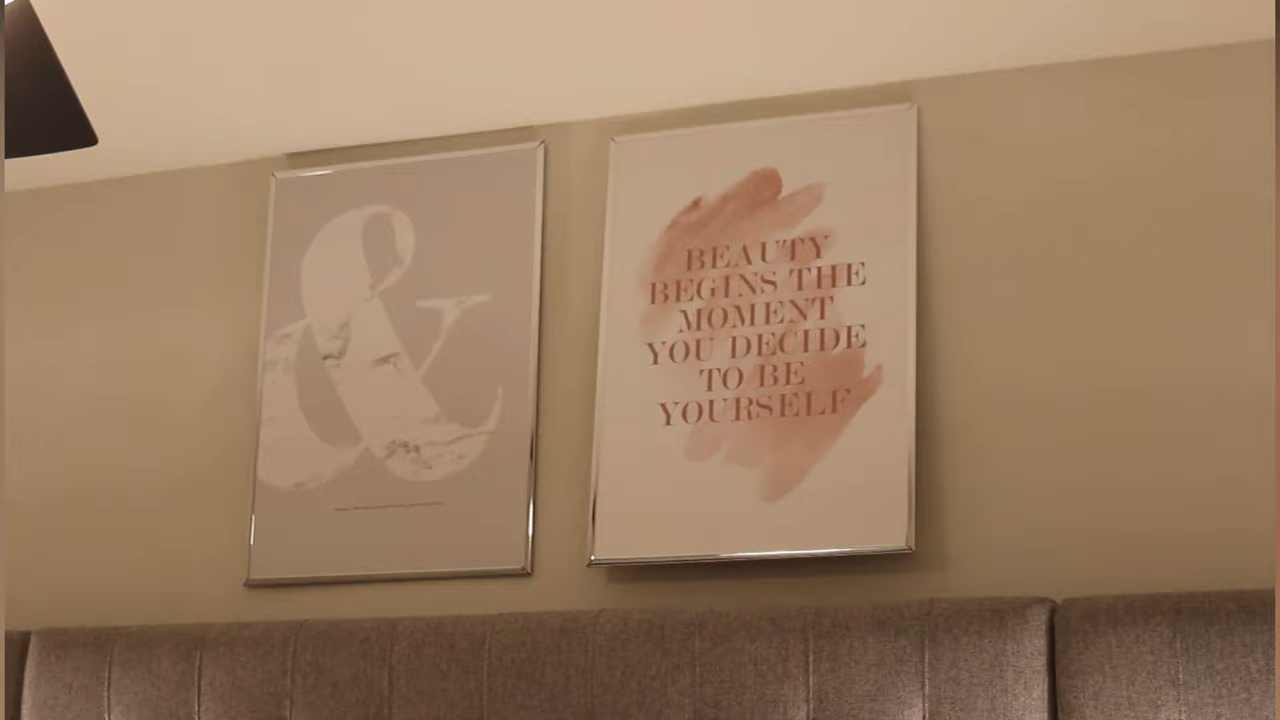 &
BEAUTY
BEGINS THE
MOMENT
YOU DECIDE
TO BE
YOURSELF